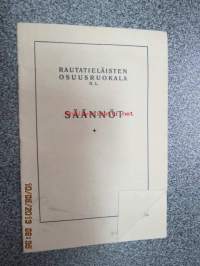 RAUTATIELÄISTEN
OSUUSRUOKALA
R. L.
SÄÄNNÖT